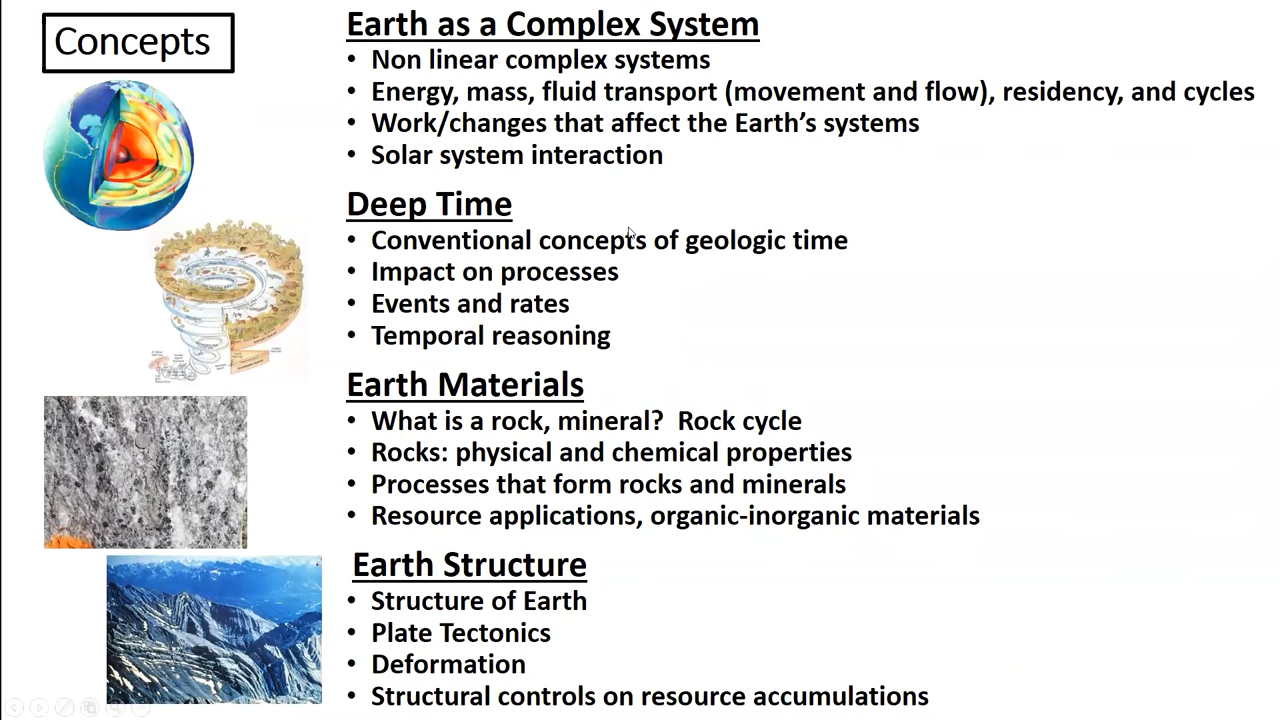 Concepts
Earth as a Complex System
• Non linear complex systems
• Energy, mass, fluid transport (movement and flow), residency, and cycles
• Work/changes that affect the Earth's systems
• Solar system interaction
Deep Time
• Conventional concepts of geologic time
• Impact on processes
• Events and rates
• Temporal reasoning
Earth Materials
• What is a rock, mineral? Rock cycle
• Rocks: physical and chemical properties
• Processes that form rocks and minerals
• Resource applications, organic-inorganic materials
Earth Structure
• Structure of Earth
• Plate Tectonics
• Deformation
• Structural controls on resource accumulations